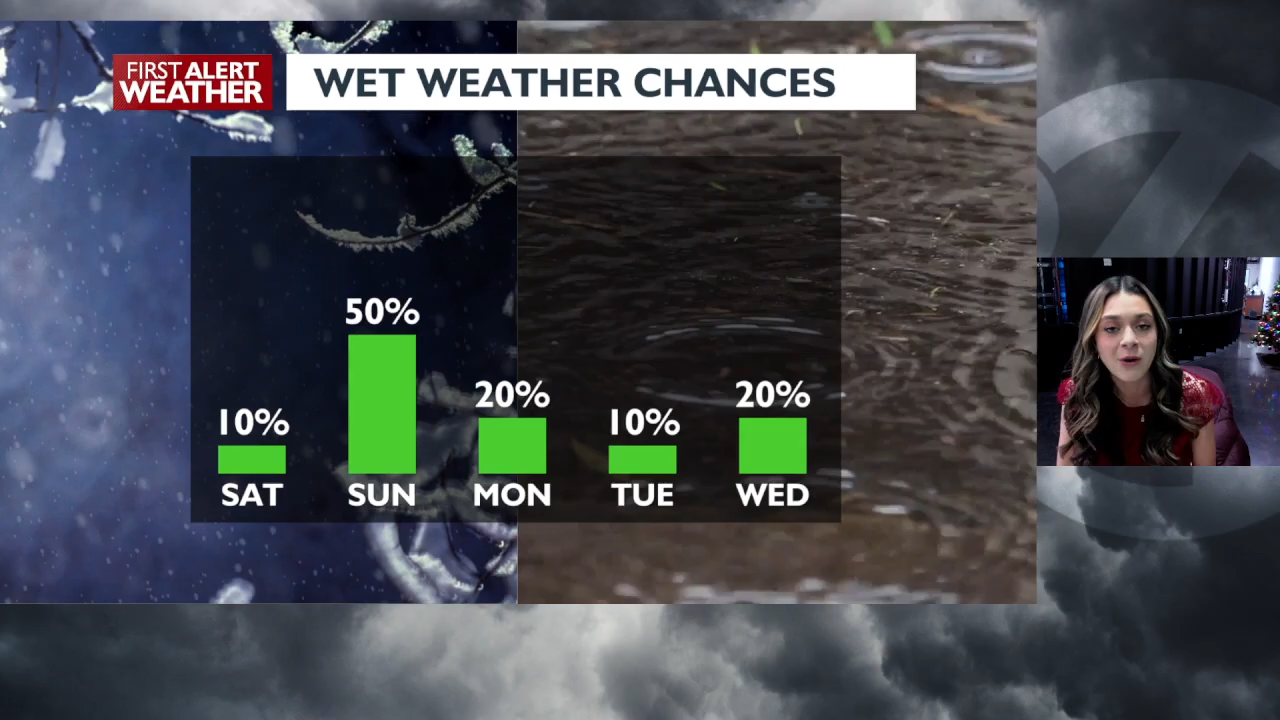 FIRST ALERT
WEATHER
WET WEATHER CHANCES
10%
50%
20%
10%
20%
SAT
SUN
MON
TUE
WED